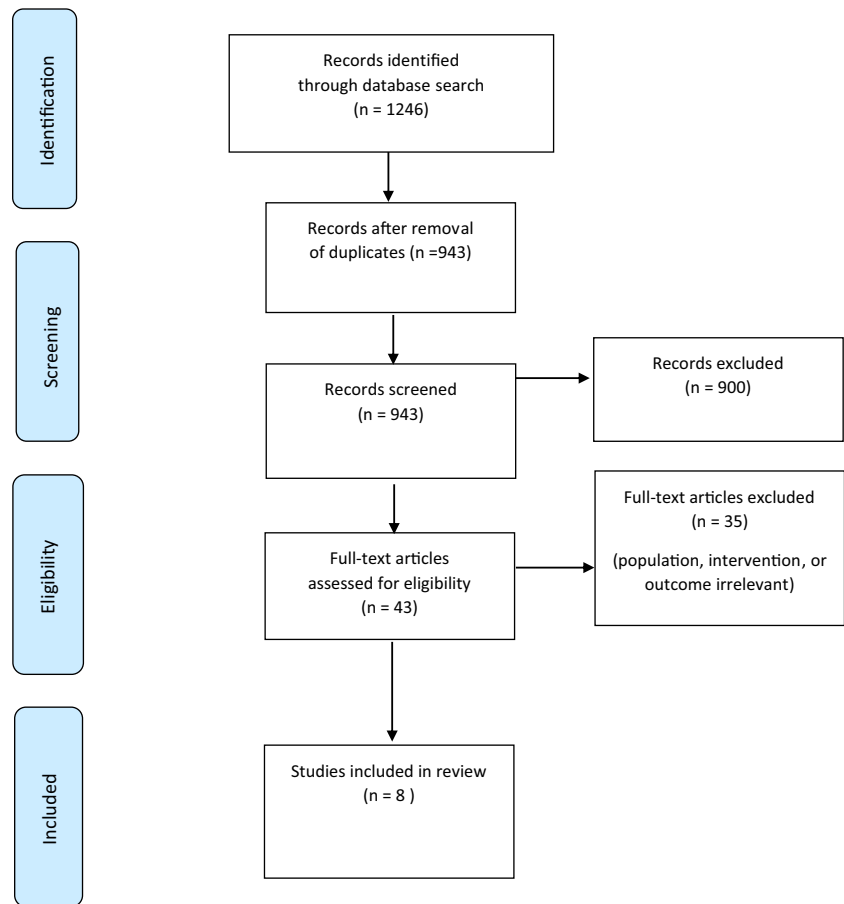 Identification
Records identified
through database search
(n = 1246)
Records after removal
of duplicates (n =943)
Screening
Records screened
(n = 943)
Records excluded
(n = 900)
Eligibility
Full-text articles
assessed for eligibility
(n = 43)
Full-text articles excluded
(n = 35)
(population, intervention, or
outcome irrelevant)
Included
Studies included in review
(n = 8 )